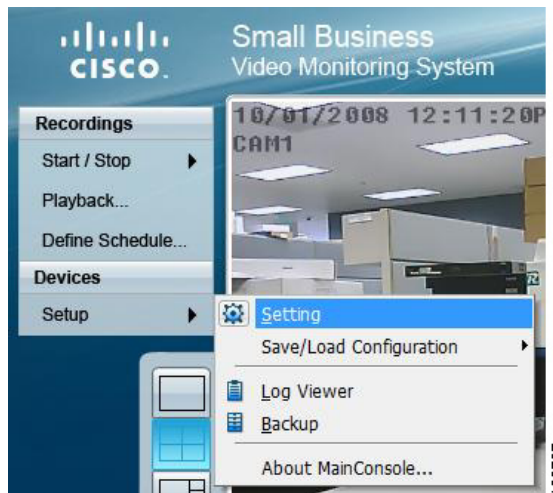 CISCO
Small Business
Video Monitoring System
Recordings
Start / Stop
Playback...
Define Schedule...
Devices
Setup
10/01/2008 12:11:20P
CAM1
Setting
Save/Load Configuration
Log Viewer
Backup
About MainConsole...